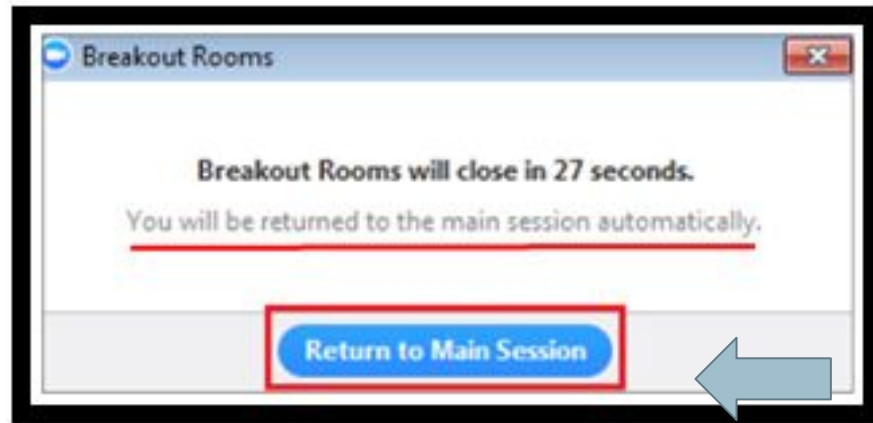 Breakout Rooms
Breakout Rooms will close in 27 seconds.
You will be returned to the main session automatically.
Return to Main Session